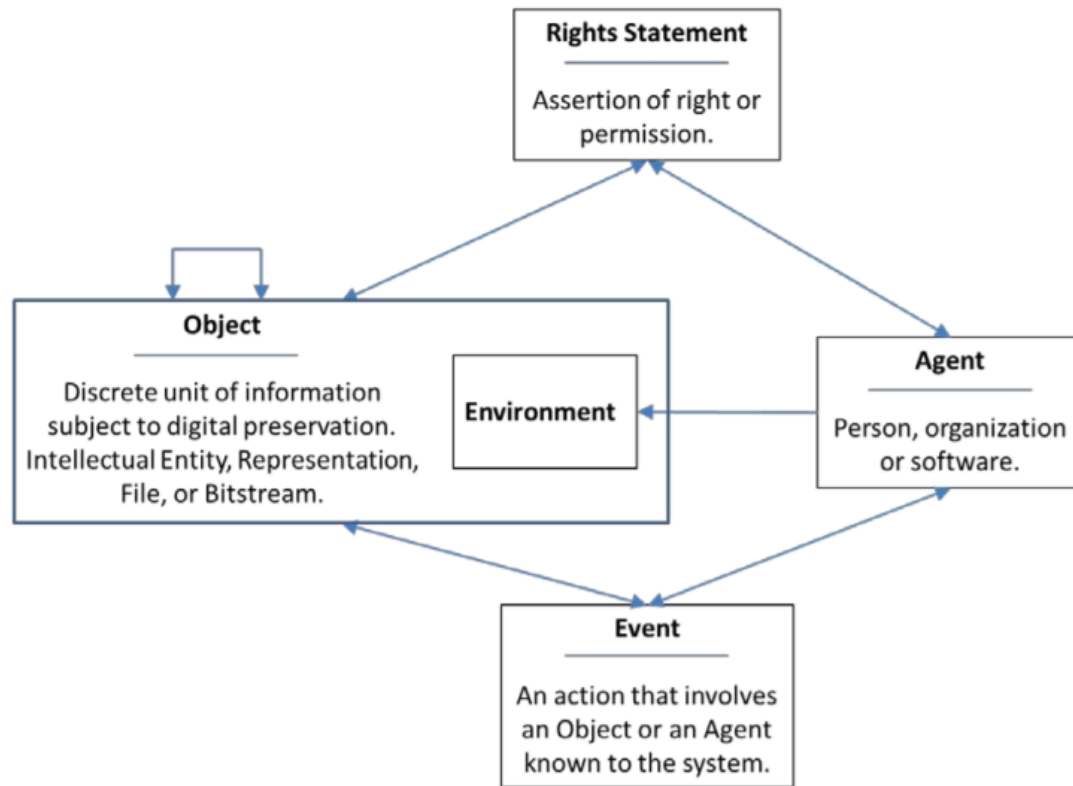 Rights Statement
Assertion of right or
permission.
Object
Discrete unit of information
subject to digital preservation.
Intellectual Entity, Representation,
File, or Bitstream.
Environment
Agent
Person, organization
or software.
Event
An action that involves
an Object or an Agent
known to the system.